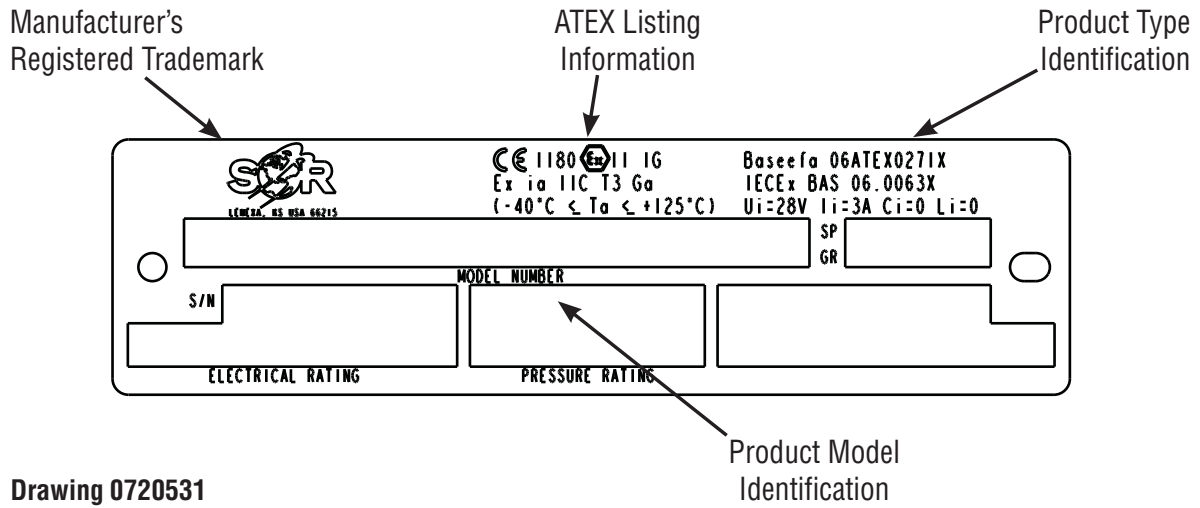 Manufacturer's
Registered Trademark
ATEX Listing
Information
Product Type
Identification
SOR
LENEXA, KS USA 66215
CE 1180 Ex II 1G
Ex ia IIC T3 Ga
(-40°C ≤ Ta ≤ +125°C)
Baseefa 06ATEX0271X
IECEx BAS 06.0063X
Ui=28V Ii=3A Ci=0 Li=0
SP
GR
MODEL NUMBER
S/N
ELECTRICAL RATING
PRESSURE RATING
Product Model
Identification
Drawing 0720531